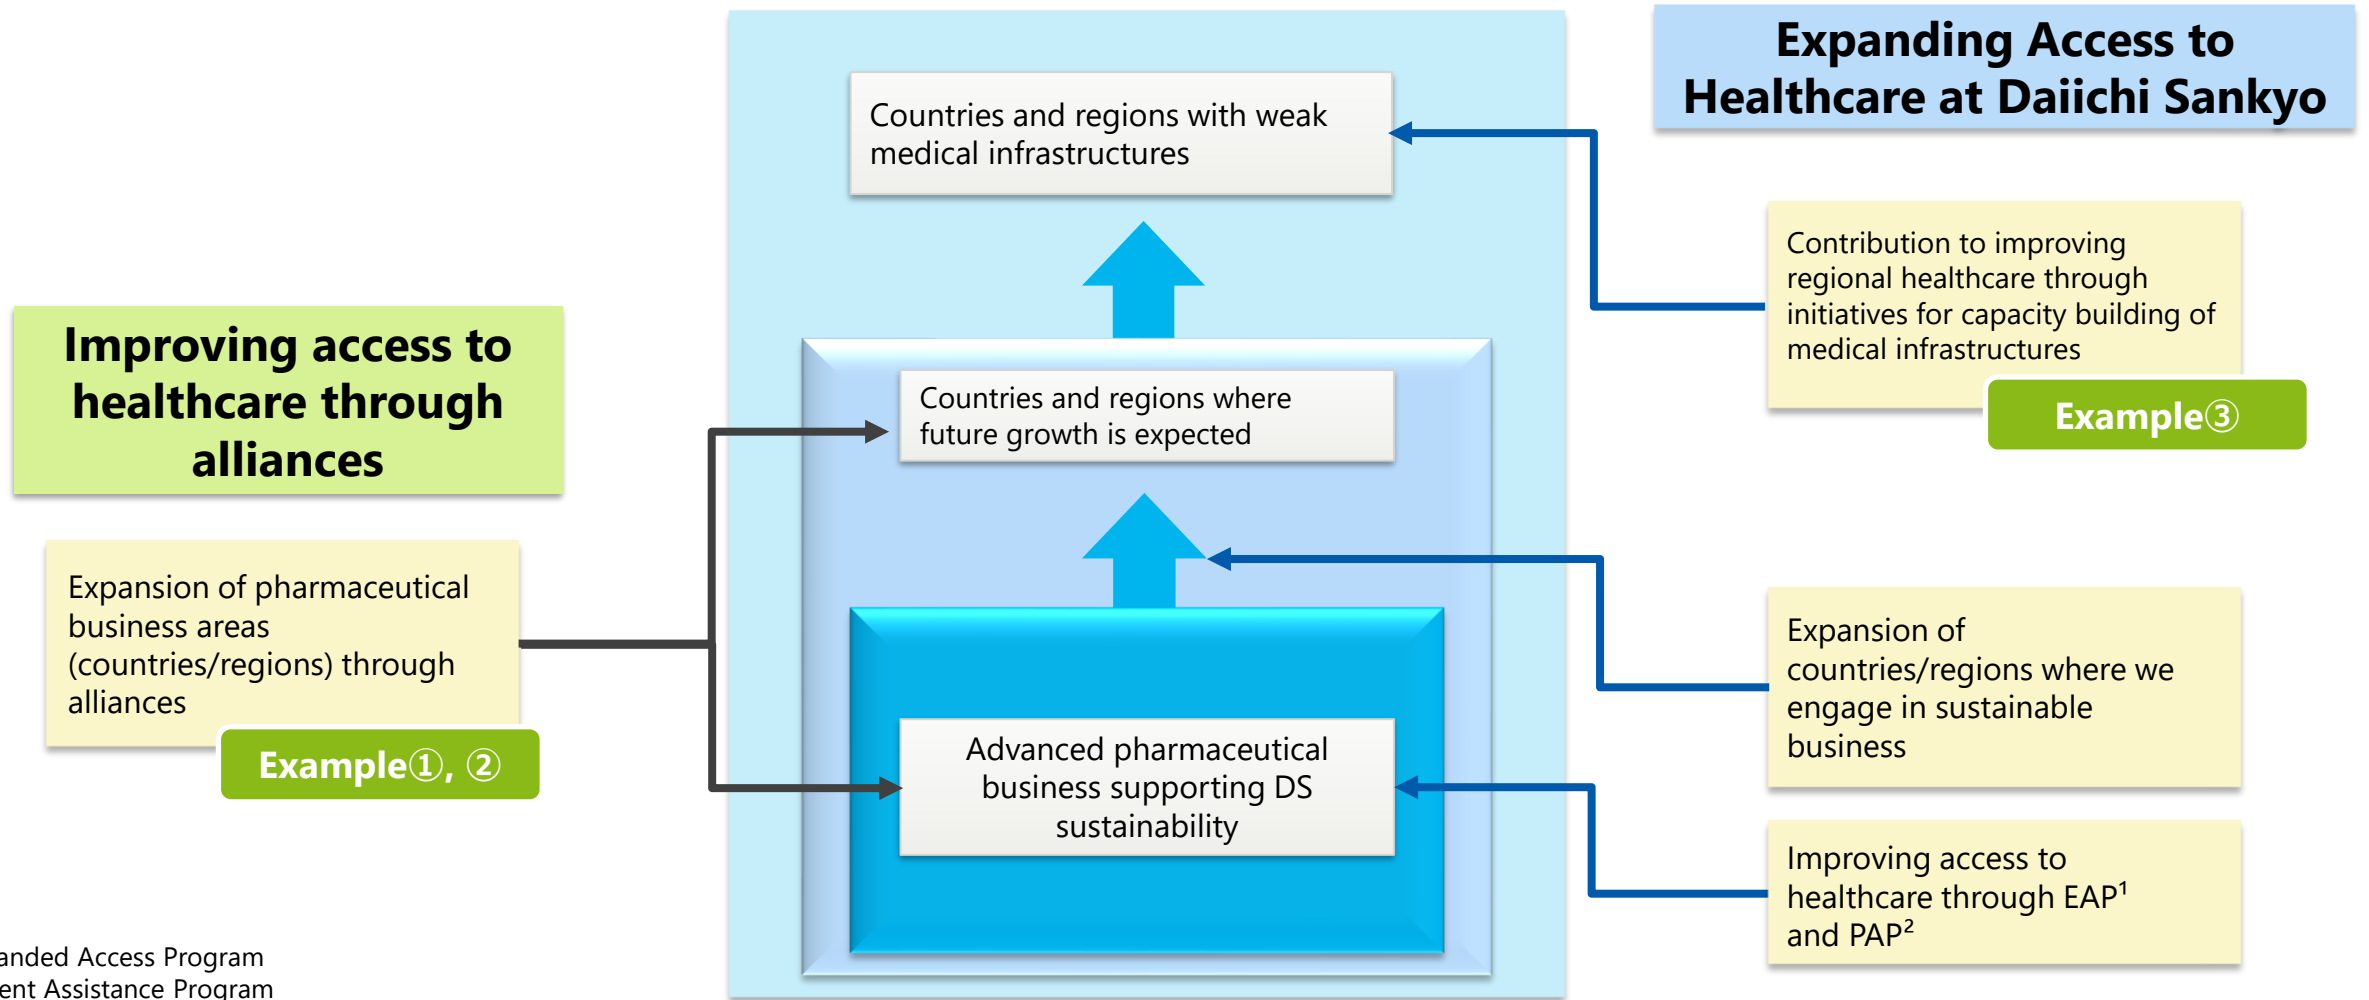 Expanding Access to
Healthcare at Daiichi Sankyo
Countries and regions with weak
medical infrastructures
Contribution to improving
regional healthcare through
initiatives for capacity building of
medical infrastructures
Example③
Improving access to
healthcare through
alliances
Countries and regions where
future growth is expected
Expansion of pharmaceutical
business areas
(countries/regions) through
alliances
Example①, ②
Expansion of
countries/regions where we
engage in sustainable
business
Advanced pharmaceutical
business supporting DS
sustainability
Improving access to
healthcare through EAP¹
and PAP²
Access Program
Assistance Program